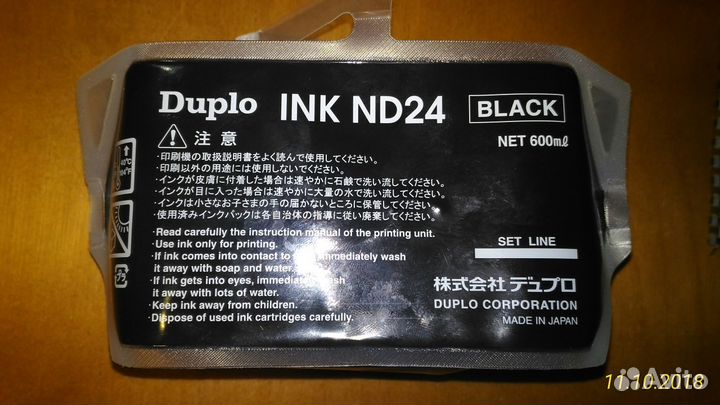 Duplo INK ND24 BLACK
NET 600mℓ
注意
・印刷機の取扱説明書をよく読んで使用してください。
・印刷以外の用途には使用しないでください。
・インクが皮膚に付着した場合は速やかに石鹸で洗い流してください。
・インクが目に入った場合は速やかに大量の水で洗い流してください。
・インクは小さなお子さまの手の届かないところに保管してください。
・使用済みインクパックは各自治体の指導に従い廃棄してください。
・Read carefully the instruction manual of the printing unit.
・Use ink only for printing.
・If ink comes into contact to immediately wash
it away with soap and water.
・If ink gets into eyes, immediately wash
it away with lots of water.
・Keep ink away from children.
・Dispose of used ink cartridges carefully.
40°C
104°F
プラ
SET LINE
株式会社 デュプロ
DUPLO CORPORATION
MADE IN JAPAN
Avito
11.10.2018